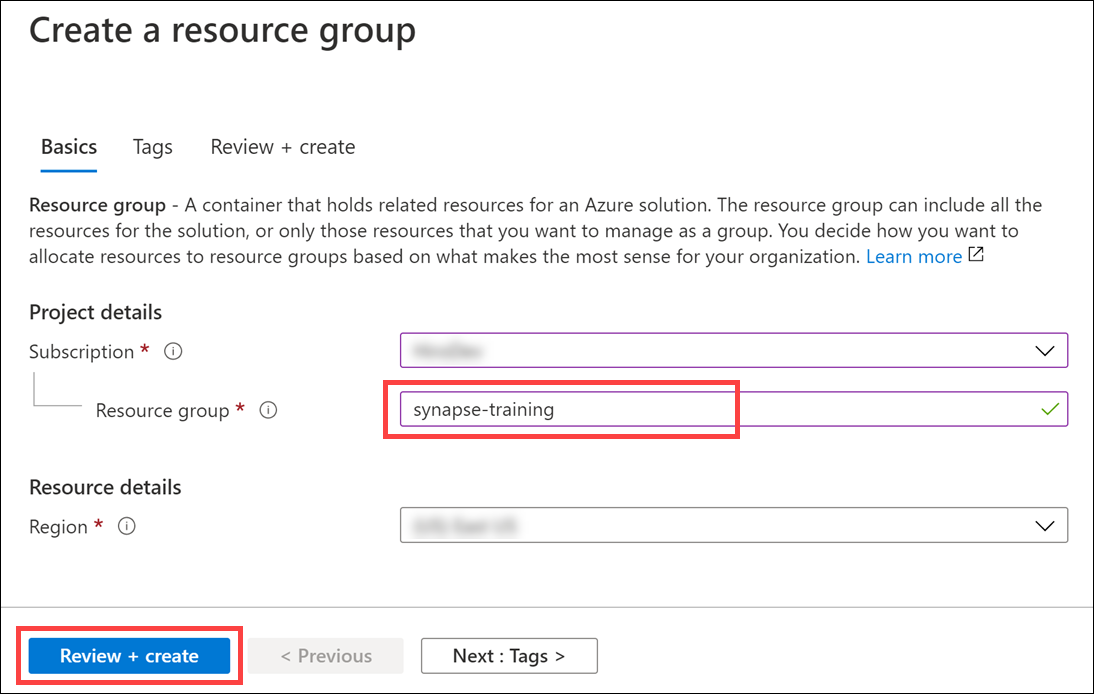 Create a resource group
Basics Tags Review + create
Resource group - A container that holds related resources for an Azure solution. The resource group can include all the
resources for the solution, or only those resources that you want to manage as a group. You decide how you want to
allocate resources to resource groups based on what makes the most sense for your organization. Learn more
Project details
Subscription *
Resource group * synapse-training
Resource details
Region *
Review + create < Previous Next : Tags >